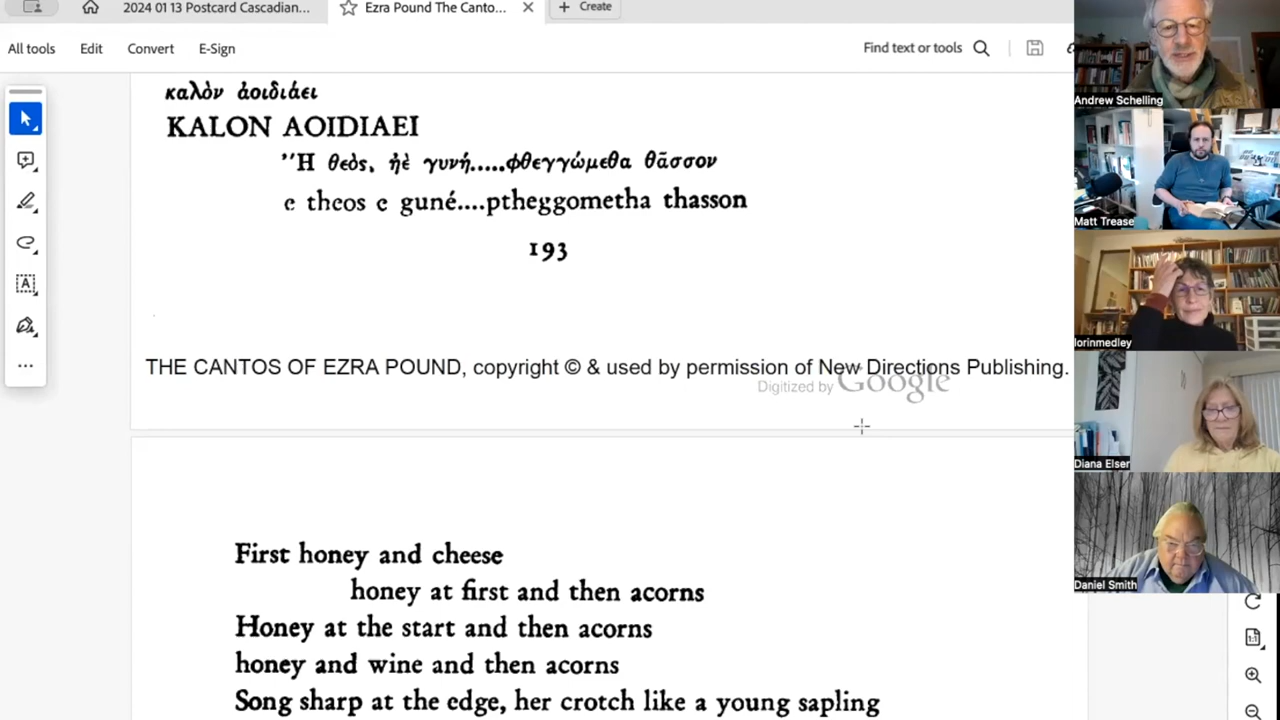 2024 01 13 Postcard Cascadian...
Ezra Pound The Canto...
Create
All tools
Edit
Convert
E-Sign
Find text or tools
καλὸν ἀοιδιάει
KALON AOIDIAEI
Ἢ θεὸς, ἠὲ γυνή.....φθεγγώμεθα θᾶσσον
e theos e guné....ptheggometha thasson
193
THE CANTOS OF EZRA POUND, copyright © & used by permission of New Directions Publishing.
Digitized by Google
First honey and cheese
honey at first and then acorns
Honey at the start and then acorns
honey and wine and then acorns
Song sharp at the edge, her crotch like a young sapling
Andrew Schelling
Matt Trease
lorinmedley
Diana Elser
Daniel Smith